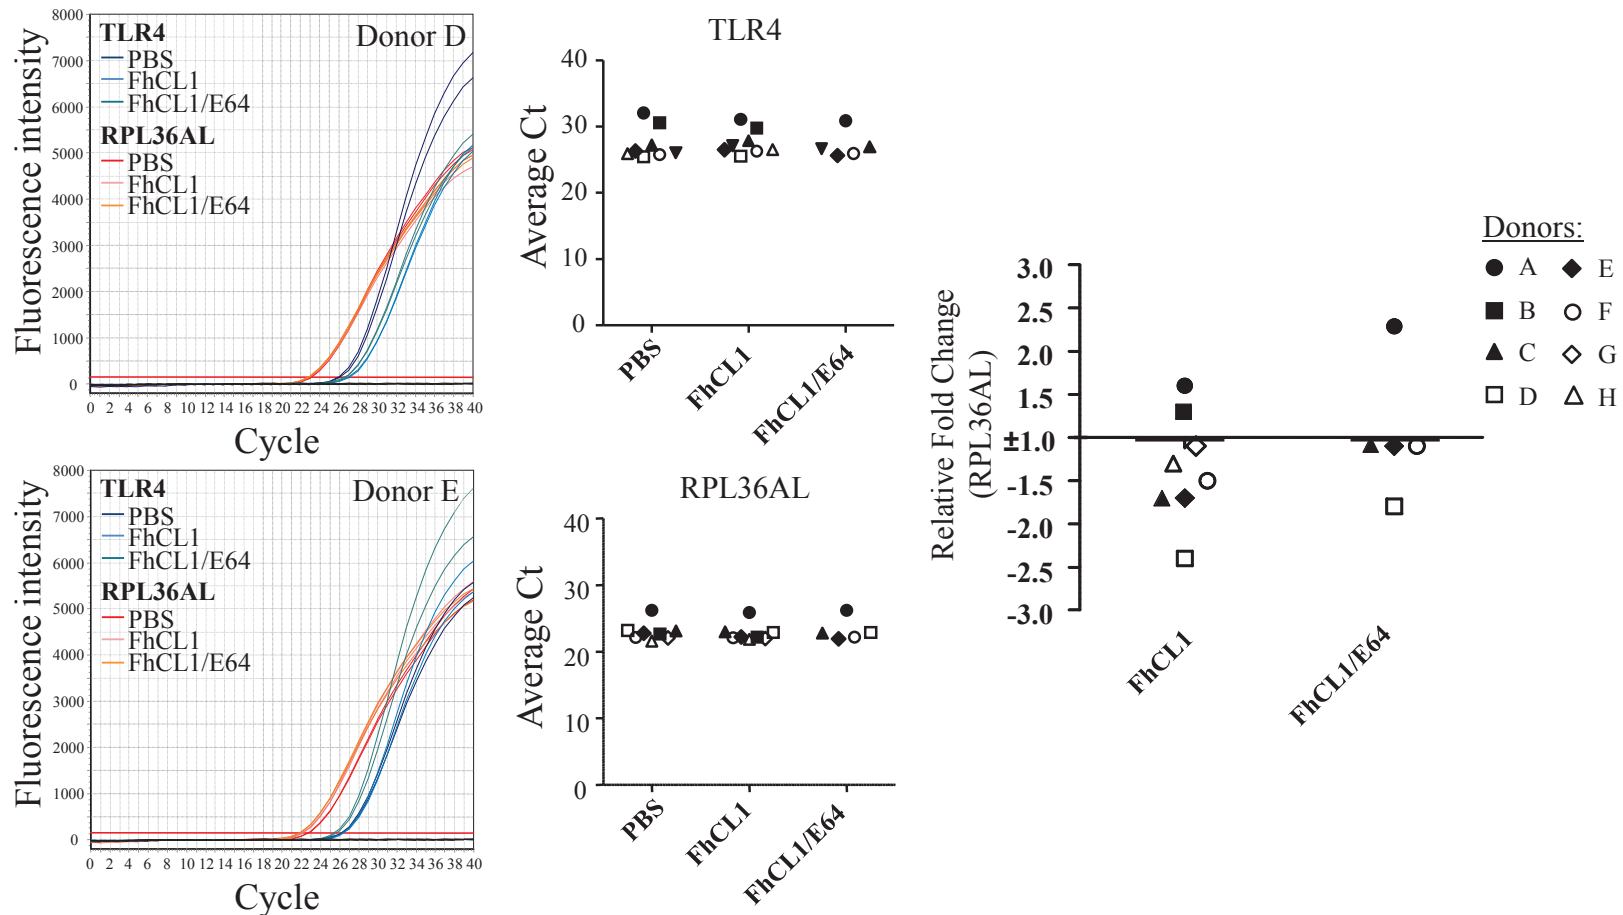 8000
7000
6000
5000
4000
3000
2000
1000
0
Fluorescence intensity
TLR4
PBS
FhCL1
FhCL1/E64
RPL36AL
PBS
FhCL1
FhCL1/E64
Donor D
0 2 4 6 8 10 12 14 16 18 20 22 24 26 28 30 32 34 36 38 40
Cycle
8000
7000
6000
5000
4000
3000
2000
1000
0
Fluorescence intensity
TLR4
PBS
FhCL1
FhCL1/E64
RPL36AL
PBS
FhCL1
FhCL1/E64
Donor E
0 2 4 6 8 10 12 14 16 18 20 22 24 26 28 30 32 34 36 38 40
Cycle
TLR4
40
30
20
10
0
Average Ct
PBS
FhCL1
FhCL1/E64
RPL36AL
40
30
20
10
0
Average Ct
PBS
FhCL1
FhCL1/E64
Relative Fold Change
(RPL36AL)
3.0
2.5
2.0
1.5
±1.0
-1.5
-2.0
-2.5
-3.0
FhCL1
FhCL1/E64
Donors:
A E
B F
C G
D H